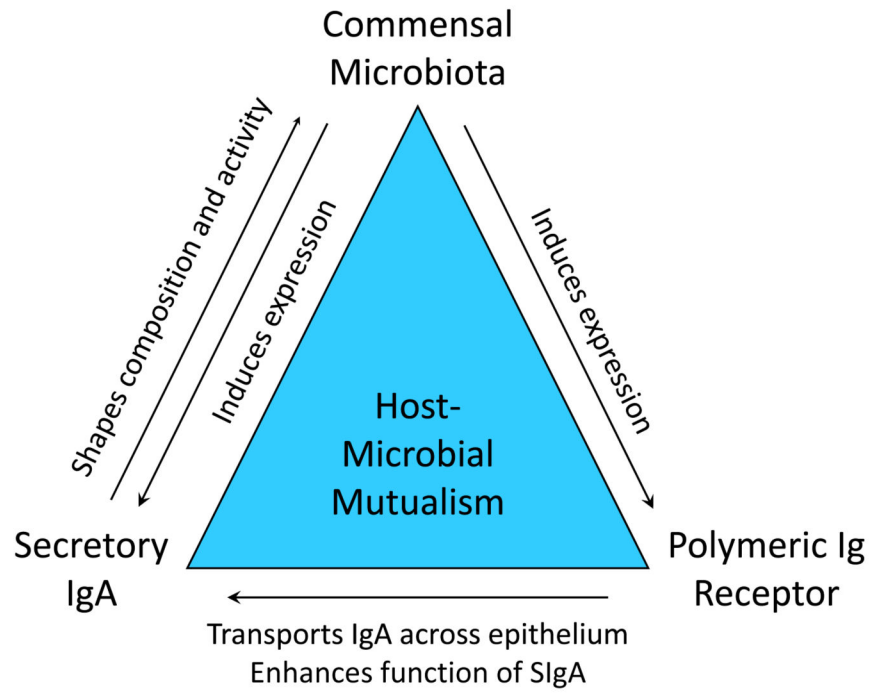 Commensal
Microbiota
Shapes composition and activity
Induces expression
Induces expression
Host-
Microbial
Mutualism
Secretory
IgA
Polymeric Ig
Receptor
Transports IgA across epithelium
Enhances function of SIgA